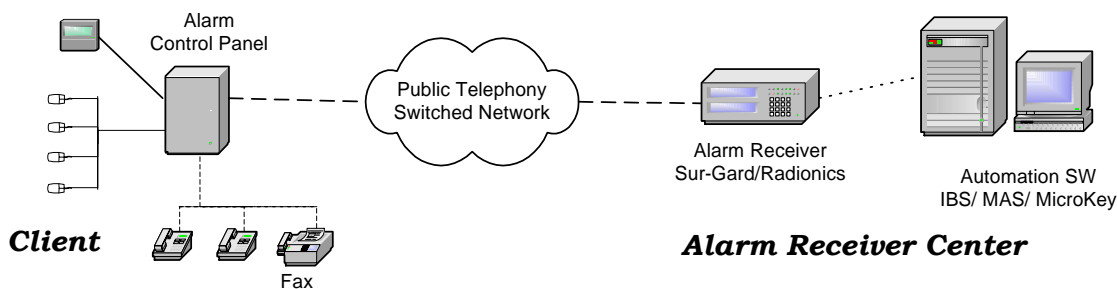 Alarm
Control Panel
Public Telephony
Switched Network
Alarm Receiver
Sur-Gard/Radionics
Automation SW
IBS/ MAS/ MicroKey
Client
Fax
Alarm Receiver Center